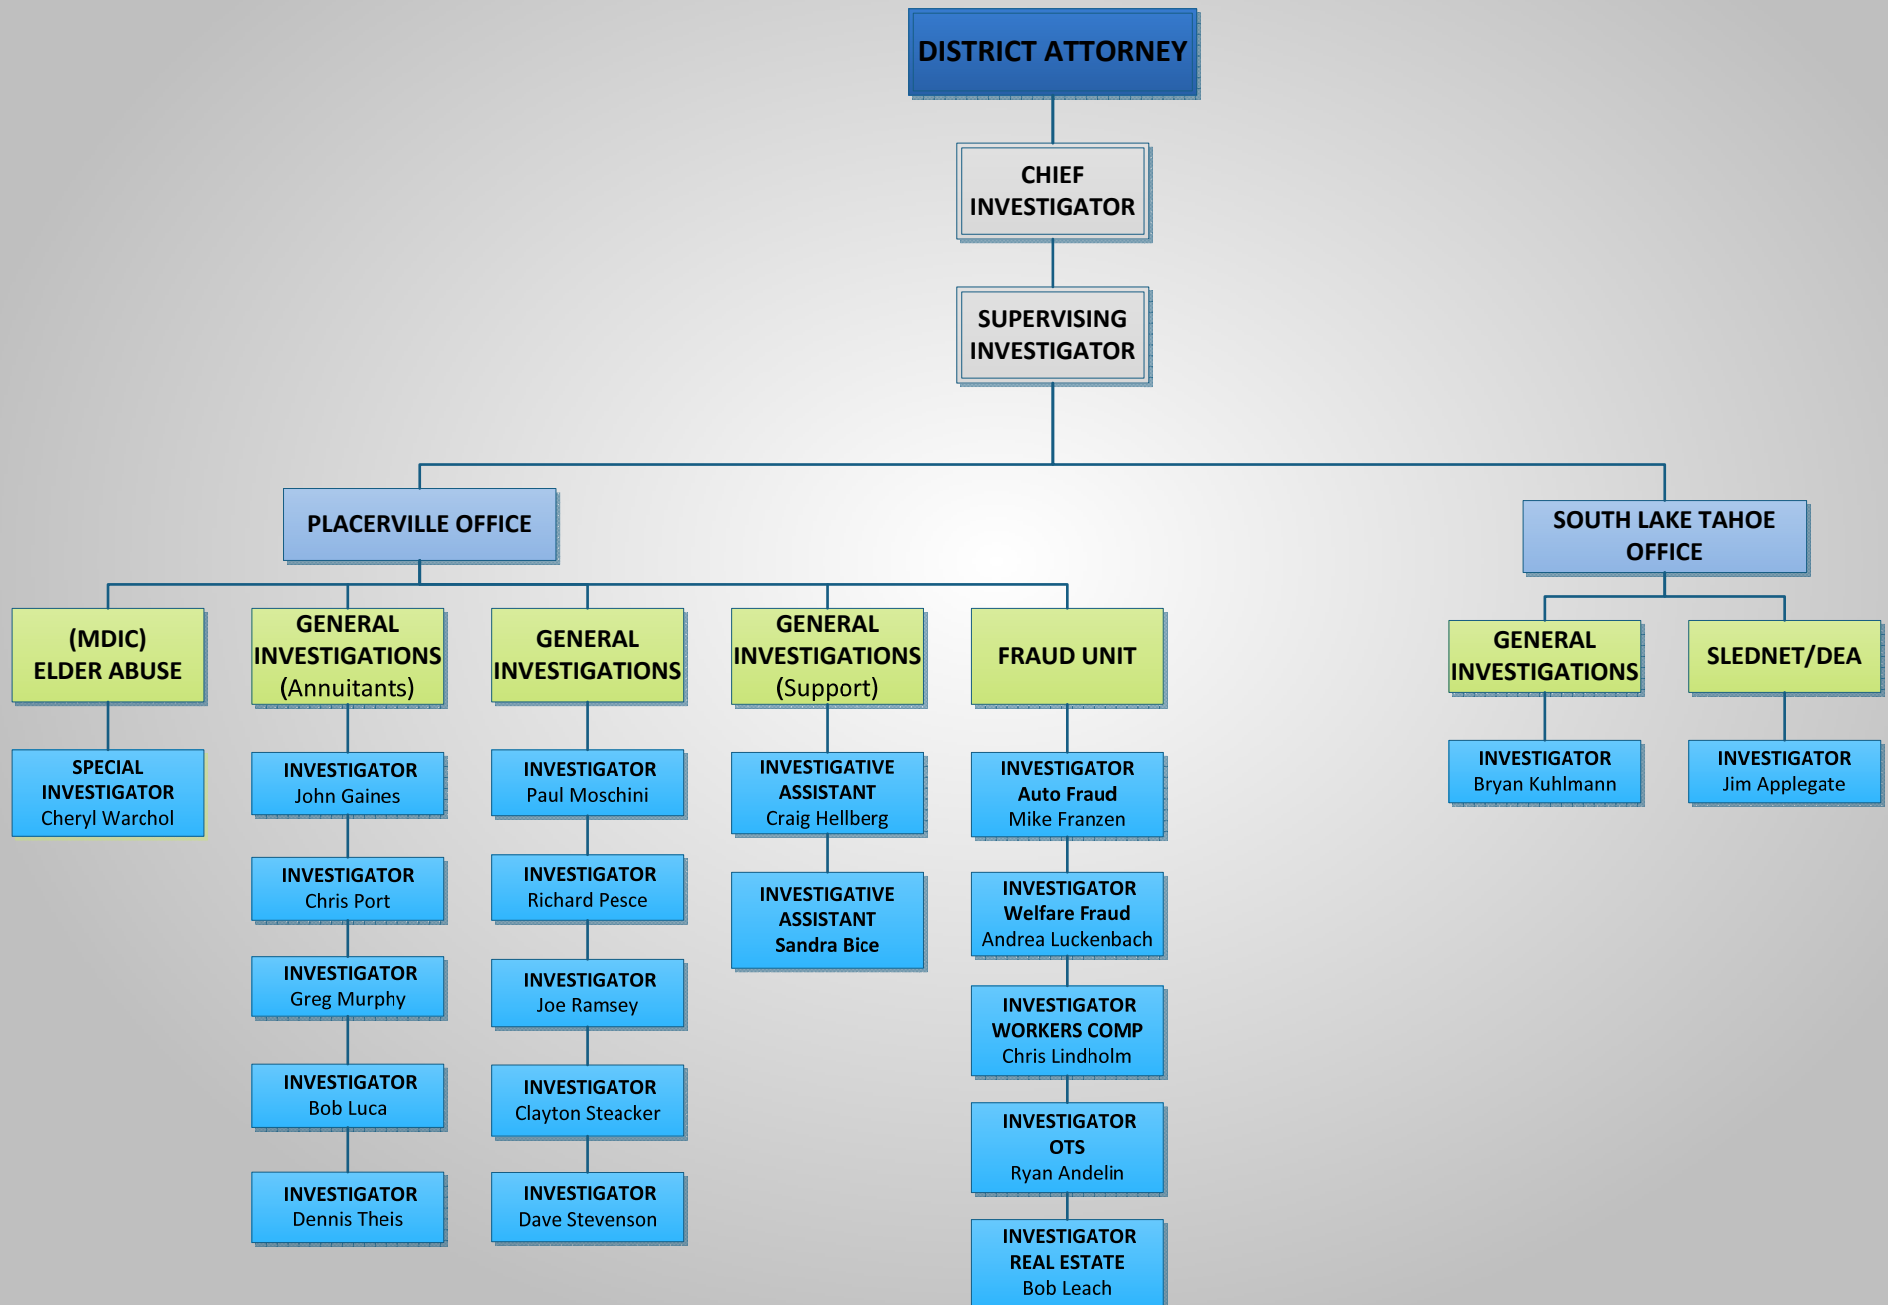 DISTRICT ATTORNEY
CHIEF
INVESTIGATOR
SUPERVISING
INVESTIGATOR
PLACERVILLE OFFICE
SOUTH LAKE TAHOE
OFFICE
(MDIC)
ELDER ABUSE
SPECIAL
INVESTIGATOR
Cheryl Warchol
GENERAL
INVESTIGATIONS
(Annuitants)
INVESTIGATOR
John Gaines
INVESTIGATOR
Chris Port
INVESTIGATOR
Greg Murphy
INVESTIGATOR
Bob Luca
INVESTIGATOR
Dennis Theis
GENERAL
INVESTIGATIONS
INVESTIGATOR
Paul Moschini
INVESTIGATOR
Richard Pesce
INVESTIGATOR
Joe Ramsey
INVESTIGATOR
Clayton Steacker
INVESTIGATOR
Dave Stevenson
GENERAL
INVESTIGATIONS
(Support)
INVESTIGATIVE
ASSISTANT
Craig Hellberg
INVESTIGATIVE
ASSISTANT
Sandra Bice
FRAUD UNIT
INVESTIGATOR
Auto Fraud
Mike Franzen
INVESTIGATOR
Welfare Fraud
Andrea Luckenbach
INVESTIGATOR
WORKERS COMP
Chris Lindholm
INVESTIGATOR
OTS
Ryan Andelin
INVESTIGATOR
REAL ESTATE
Bob Leach
GENERAL
INVESTIGATIONS
INVESTIGATOR
Bryan Kuhlmann
SLEDNET/DEA
INVESTIGATOR
Jim Applegate